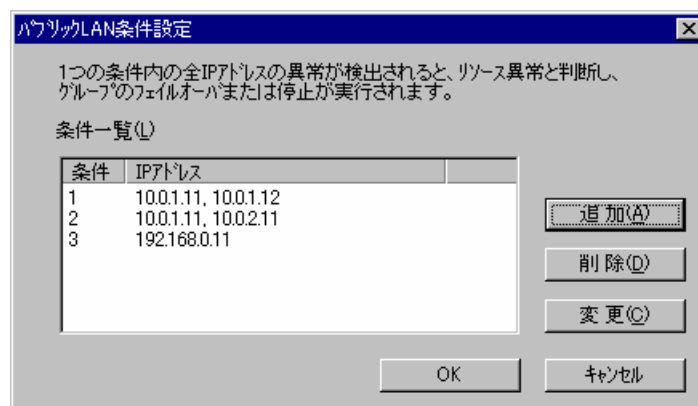 ﾊﾟﾌﾞﾘｯｸLAN条件設定
1つの条件内の全IPｱﾄﾞﾚｽの異常が検出されると、ﾘｿｰｽ異常と判断し、
ｸﾞﾙｰﾌﾟのﾌｪｲﾙｵｰﾊﾞまたは停止が実行されます。
条件一覧(L)
条件 IPｱﾄﾞﾚｽ
1 10.0.1.11, 10.0.1.12
2 10.0.1.11, 10.0.2.11
3 192.168.0.11
追 加(A)
削 除(D)
変 更(C)
OK ｷｬﾝｾﾙ